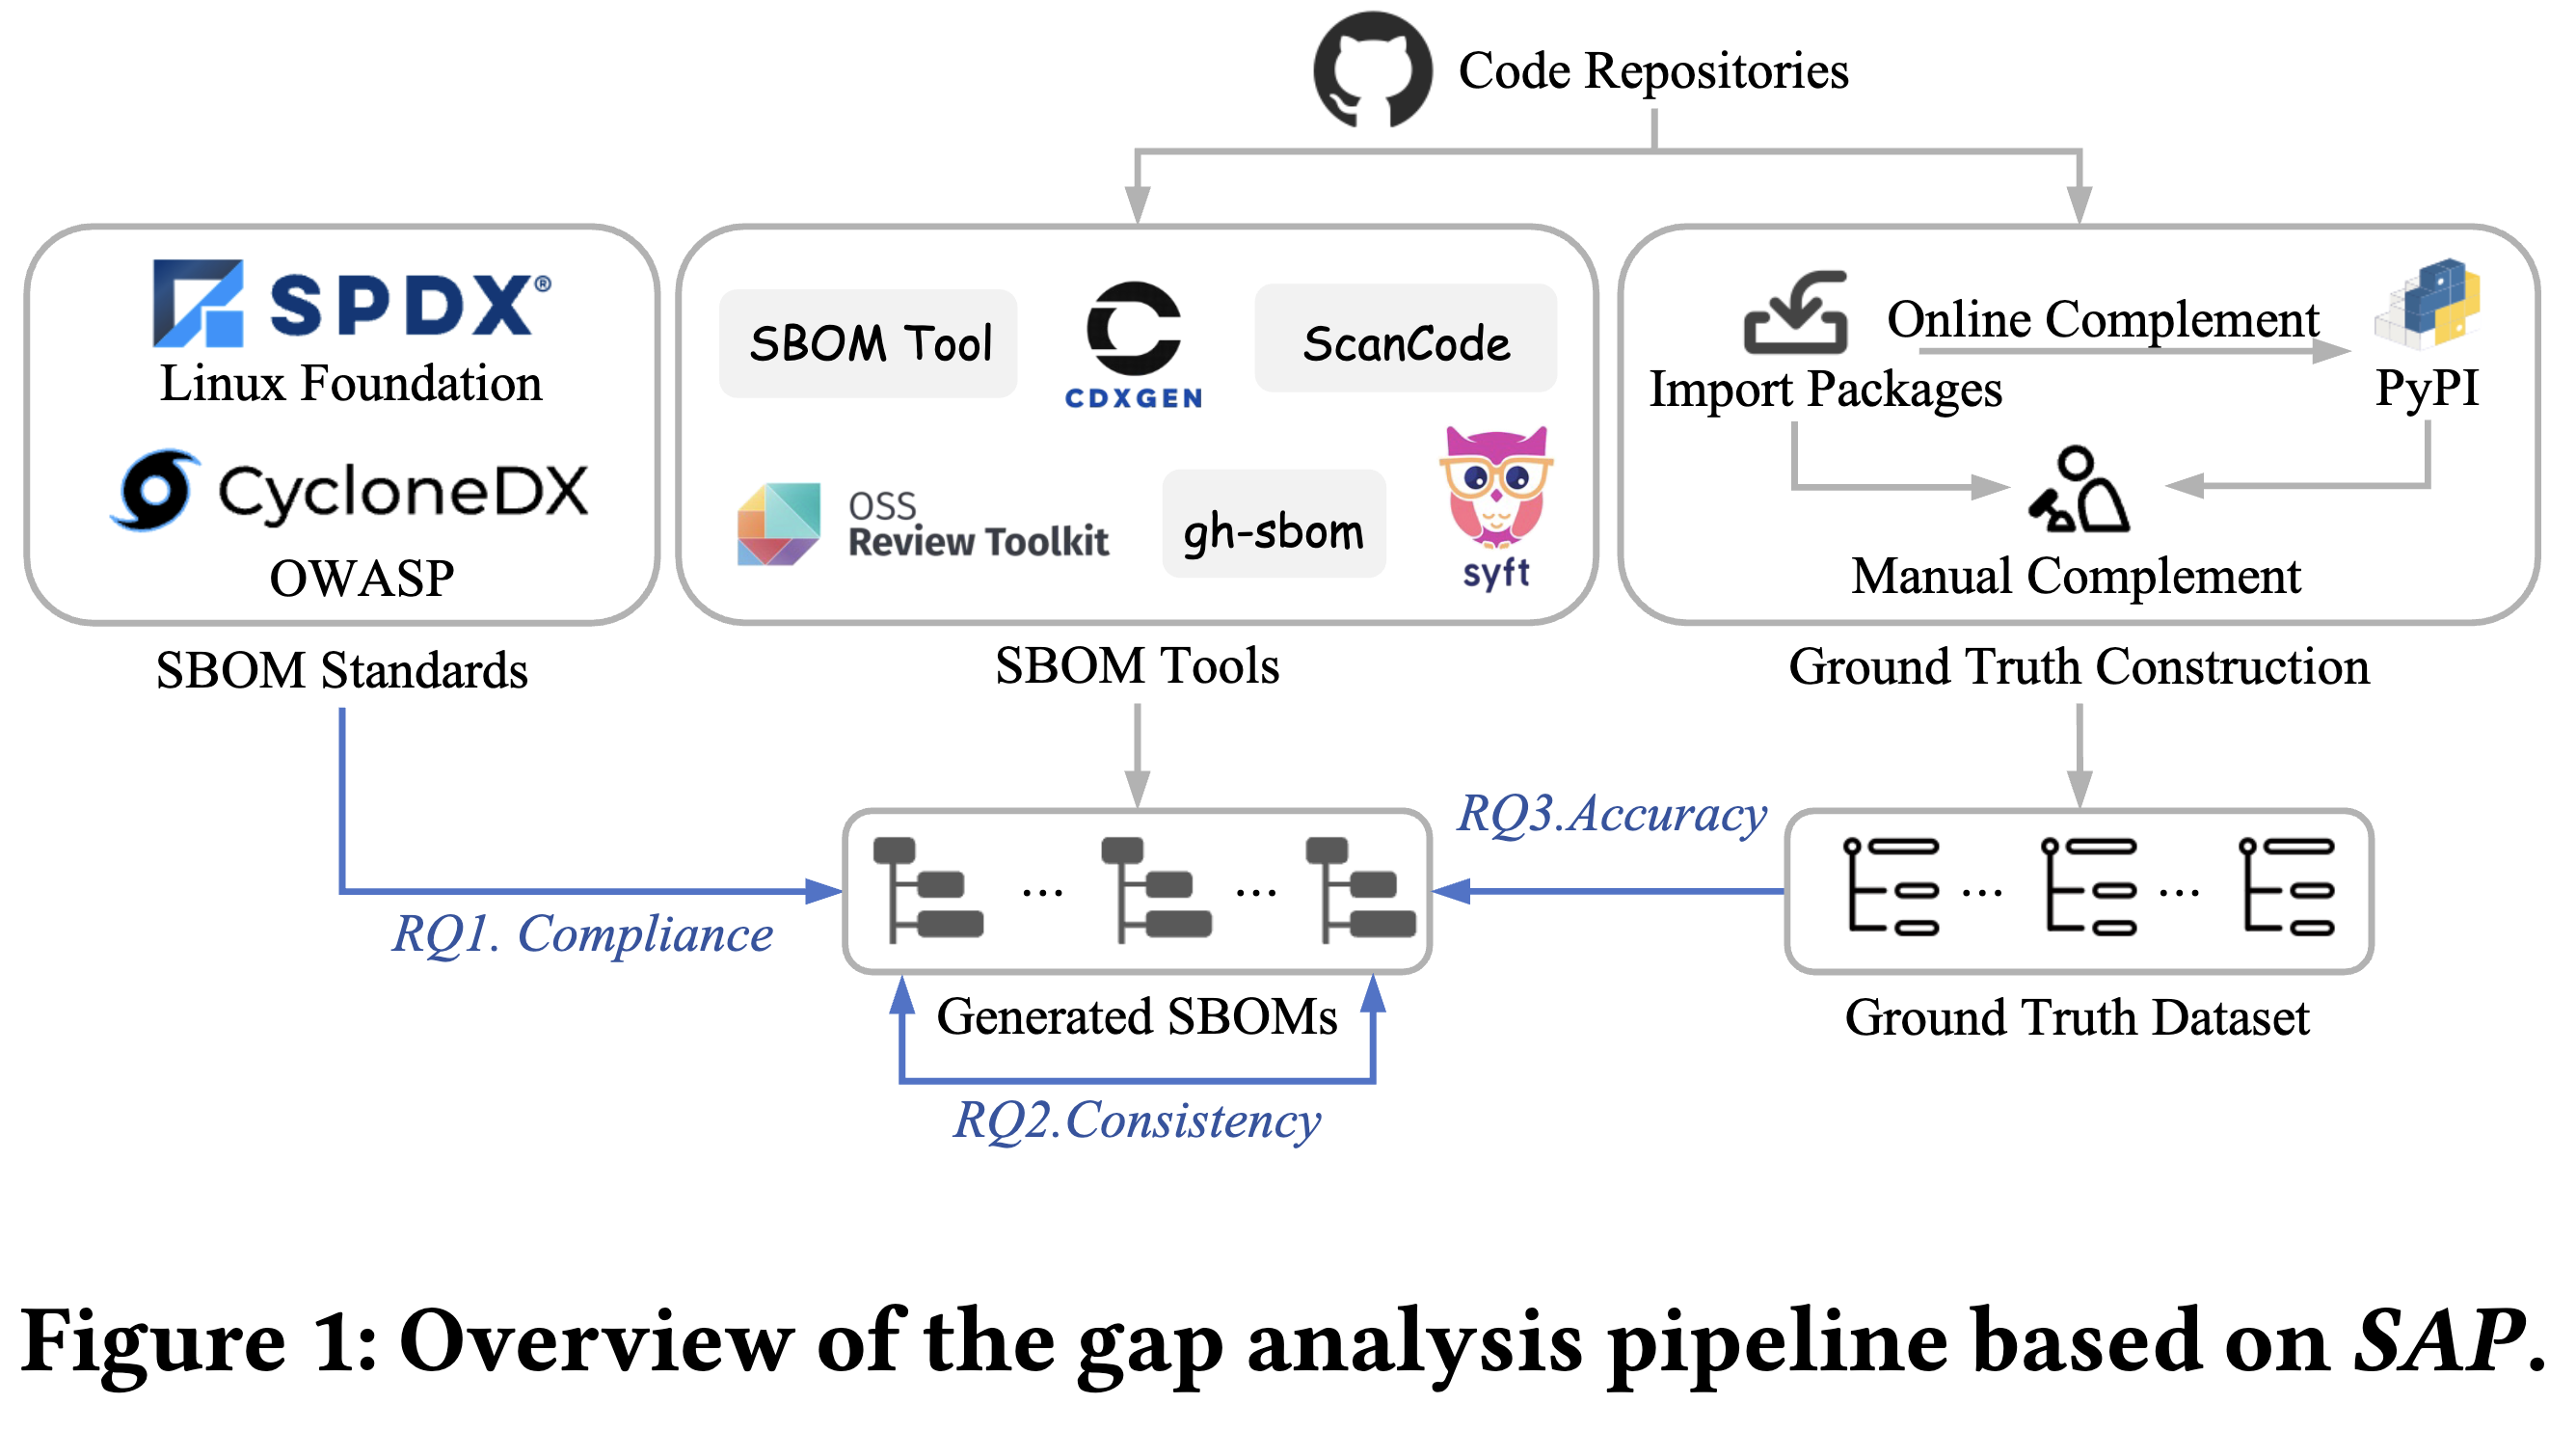 Code Repositories
SPDX®
Linux Foundation
CycloneDX
OWASP
SBOM Standards
SBOM Tool
CDXGEN
ScanCode
OSS
Review Toolkit
gh-sbom
syft
SBOM Tools
Online Complement
Import Packages
PyPI
Manual Complement
Ground Truth Construction
RQ1. Compliance
... ...
Generated SBOMs
RQ2.Consistency
RQ3.Accuracy
... ...
Ground Truth Dataset
Figure 1: Overview of the gap analysis pipeline based on SAP.